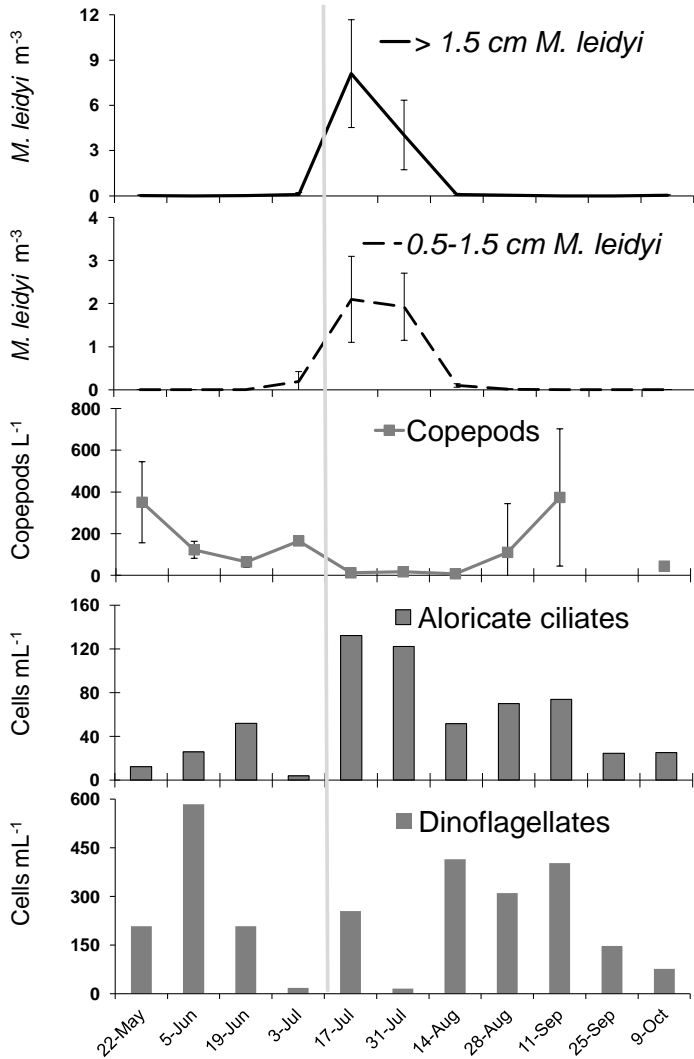 12
9
6
3
0
M. leidyi m-3
> 1.5 cm M. leidyi
4
3
2
1
0
M. leidyi m-3
0.5-1.5 cm M. leidyi
800
600
400
200
0
Copepods L-1
Copepods
160
120
80
40
0
Cells mL-1
Aloricate ciliates
600
450
300
150
0
Cells mL-1
Dinoflagellates
22-May
5-Jun
19-Jun
3-Jul
17-Jul
31-Jul
14-Aug
28-Aug
11-Sep
25-Sep
9-Oct